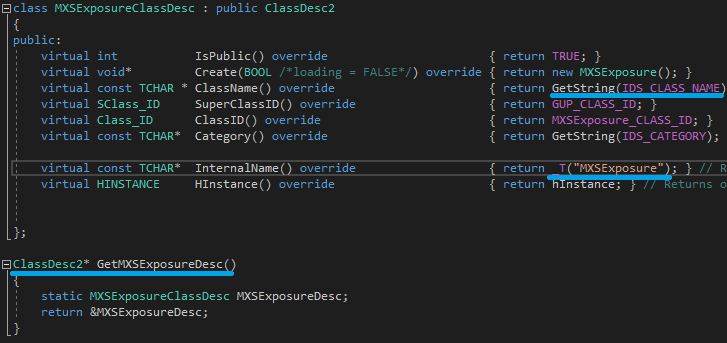 class MXSExposureClassDesc : public ClassDesc2
{
public:
virtual int IsPublic() override { return TRUE; }
virtual void* Create(BOOL /*loading = FALSE*/) override { return new MXSExposure(); }
virtual const TCHAR * ClassName() override { return GetString(IDS_CLASS_NAME)
virtual SClass_ID SuperClassID() override { return GUP_CLASS_ID; }
virtual Class_ID ClassID() override { return MXSExposure_CLASS_ID; }
virtual const TCHAR* Category() override { return GetString(IDS_CATEGORY);
virtual const TCHAR* InternalName() override { return _T("MXSExposure"); } // R
virtual HINSTANCE HInstance() override { return hInstance; } // Returns o
};
ClassDesc2* GetMXSExposureDesc()
{
static MXSExposureClassDesc MXSExposureDesc;
return &MXSExposureDesc;
}